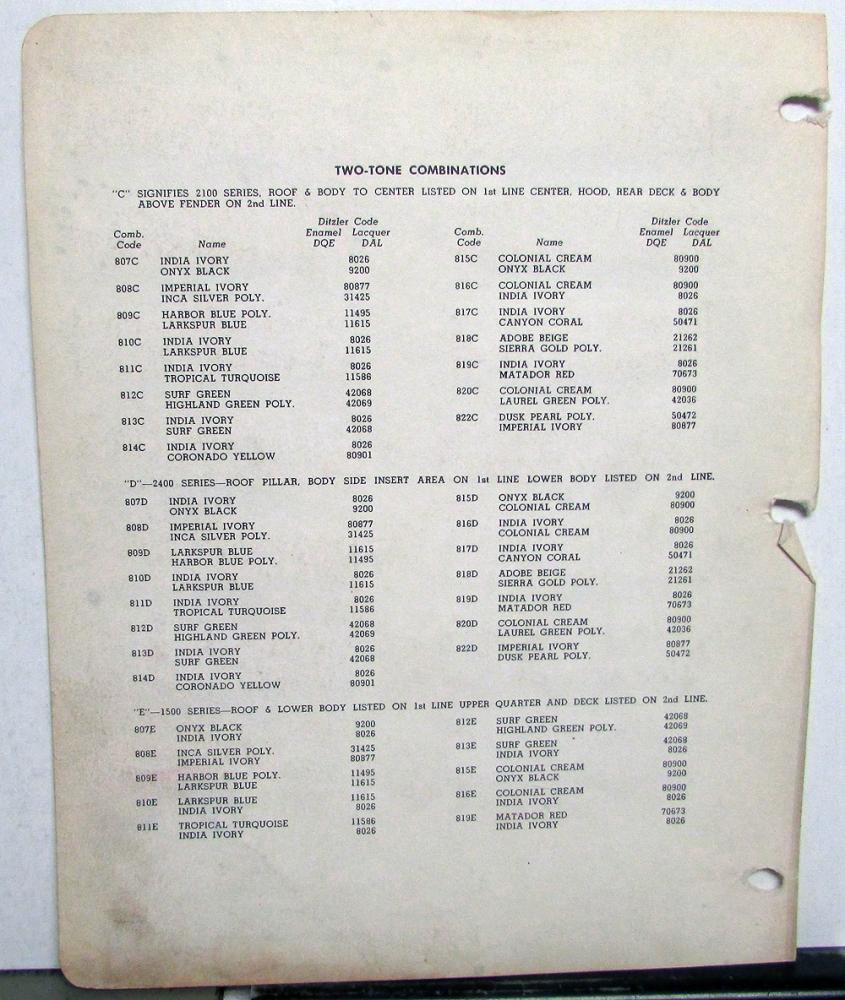 TWO-TONE COMBINATIONS
"C" SIGNIFIES 2100 SERIES, ROOF & BODY TO CENTER LISTED ON 1st LINE CENTER, HOOD, REAR DECK & BODY
ABOVE FENDER ON 2nd LINE.
Ditzler Code
Comb. Enamel Lacquer
Code Name DQE DAL
807C INDIA IVORY 8026
ONYX BLACK 9200
808C IMPERIAL IVORY 80877
INCA SILVER POLY. 31425
809C HARBOR BLUE POLY. 11495
LARKSPUR BLUE 11615
810C INDIA IVORY 8026
LARKSPUR BLUE 11615
811C INDIA IVORY 8026
TROPICAL TURQUOISE 11586
812C SURF GREEN 42068
HIGHLAND GREEN POLY. 42069
813C INDIA IVORY 8026
SURF GREEN 42068
814C INDIA IVORY 8026
CORONADO YELLOW 80901
Ditzler Code
Comb. Enamel Lacquer
Code Name DQE DAL
815C COLONIAL CREAM 80900
ONYX BLACK 9200
816C COLONIAL CREAM 80900
INDIA IVORY 8026
817C INDIA IVORY 8026
CANYON CORAL 50471
818C ADOBE BEIGE 21262
SIERRA GOLD POLY. 21261
819C INDIA IVORY 8026
MATADOR RED 70673
820C COLONIAL CREAM 80900
LAUREL GREEN POLY. 42036
822C DUSK PEARL POLY. 50472
IMPERIAL IVORY 80877
"D"—2400 SERIES—ROOF PILLAR, BODY SIDE INSERT AREA ON 1st LINE LOWER BODY LISTED ON 2nd LINE.
807D INDIA IVORY 8026
ONYX BLACK 9200
808D IMPERIAL IVORY 80877
INCA SILVER POLY. 31425
809D LARKSPUR BLUE 11615
HARBOR BLUE POLY. 11495
810D INDIA IVORY 8026
LARKSPUR BLUE 11615
811D INDIA IVORY 8026
TROPICAL TURQUOISE 11586
812D SURF GREEN 42068
HIGHLAND GREEN POLY. 42069
813D INDIA IVORY 8026
SURF GREEN 42068
814D INDIA IVORY 8026
CORONADO YELLOW 80901
815D ONYX BLACK 9200
COLONIAL CREAM 80900
816D INDIA IVORY 8026
COLONIAL CREAM 80900
817D INDIA IVORY 8026
CANYON CORAL 50471
818D ADOBE BEIGE 21262
SIERRA GOLD POLY. 21261
819D INDIA IVORY 8026
MATADOR RED 70673
820D COLONIAL CREAM 80900
LAUREL GREEN POLY. 42036
822D IMPERIAL IVORY 80877
DUSK PEARL POLY. 50472
"E"—1500 SERIES—ROOF & LOWER BODY LISTED ON 1st LINE UPPER QUARTER AND DECK LISTED ON 2nd LINE.
807E ONYX BLACK 9200
INDIA IVORY 8026
808E INCA SILVER POLY. 31425
IMPERIAL IVORY 80877
809E HARBOR BLUE POLY. 11495
LARKSPUR BLUE 11615
810E LARKSPUR BLUE 11615
INDIA IVORY 8026
811E TROPICAL TURQUOISE 11586
INDIA IVORY 8026
812E SURF GREEN 42068
HIGHLAND GREEN POLY. 42069
813E SURF GREEN 42068
INDIA IVORY 8026
815E COLONIAL CREAM 80900
ONYX BLACK 9200
816E COLONIAL CREAM 80900
INDIA IVORY 8026
819E MATADOR RED 70673
INDIA IVORY 8026